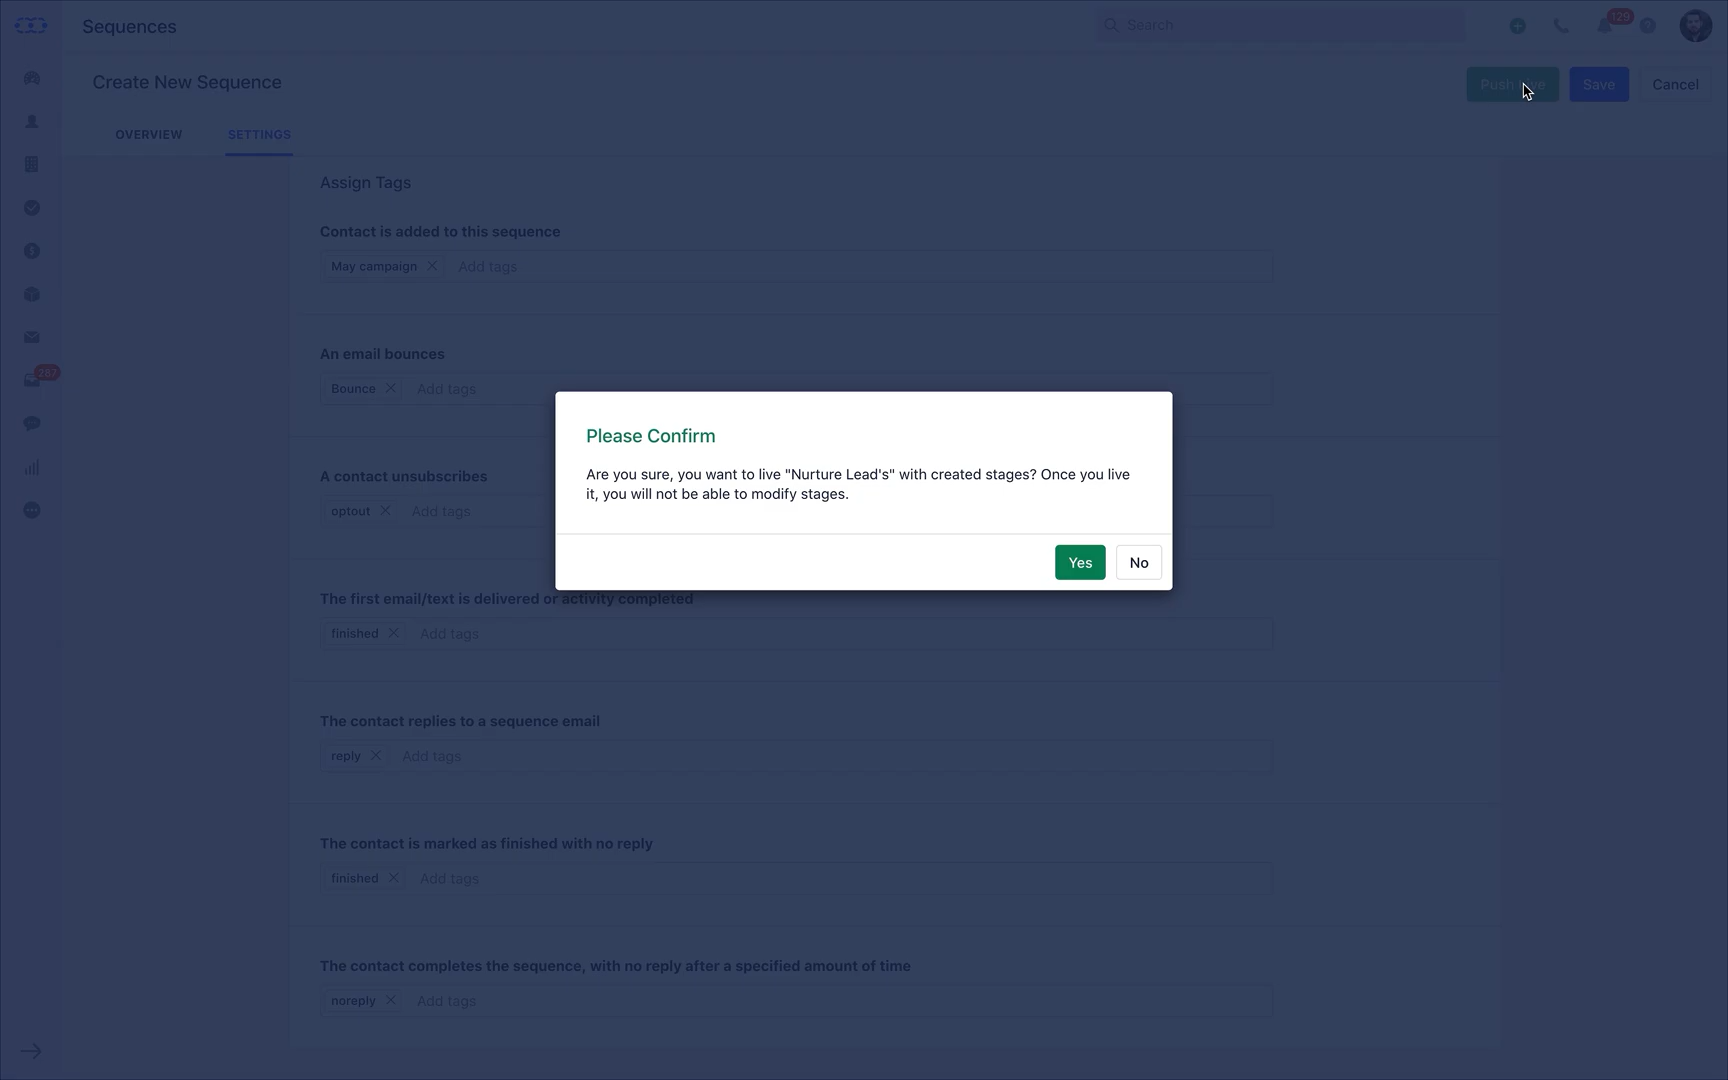 Sequences
Search
129
Create New Sequence
Push Live
Save
Cancel
OVERVIEW
SETTINGS
Assign Tags
Contact is added to this sequence
May campaign
Add tags
An email bounces
Bounce
Add tags
287
Please Confirm
Are you sure, you want to live "Nurture Lead's" with created stages? Once you live
it, you will not be able to modify stages.
Yes
No
A contact unsubscribes
optout
Add tags
The first email/text is delivered or activity completed
finished
Add tags
The contact replies to a sequence email
reply
Add tags
The contact is marked as finished with no reply
finished
Add tags
The contact completes the sequence, with no reply after a specified amount of time
noreply
Add tags